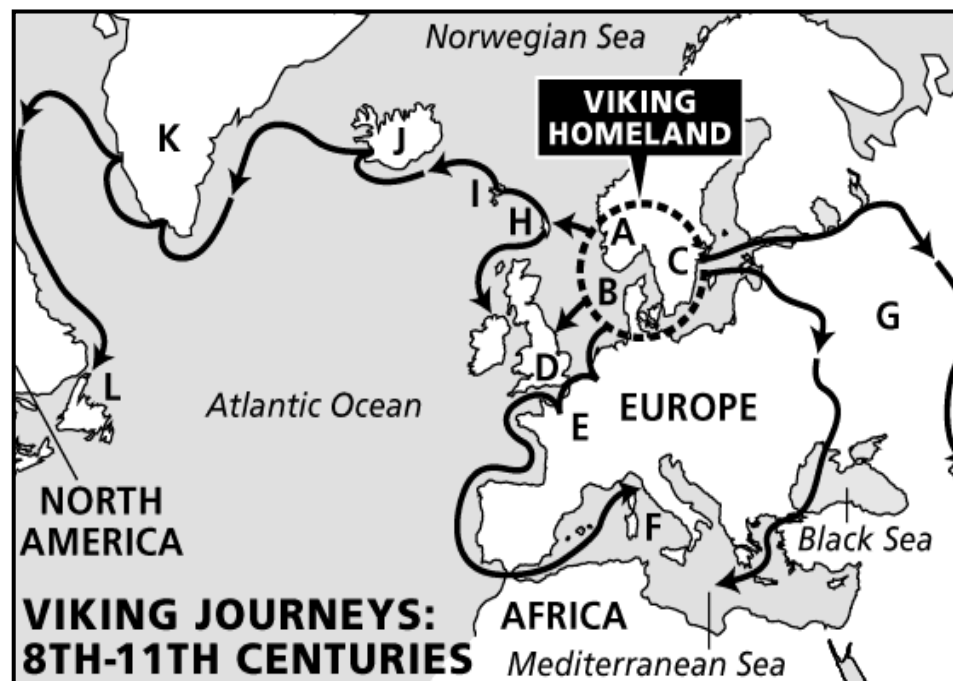 Norwegian Sea
VIKING
HOMELAND
K
J
I
H
A
C
B
G
D
L
Atlantic Ocean
E
EUROPE
NORTH
AMERICA
F
Black Sea
VIKING JOURNEYS:
8TH-11TH CENTURIES
AFRICA
Mediterranean Sea